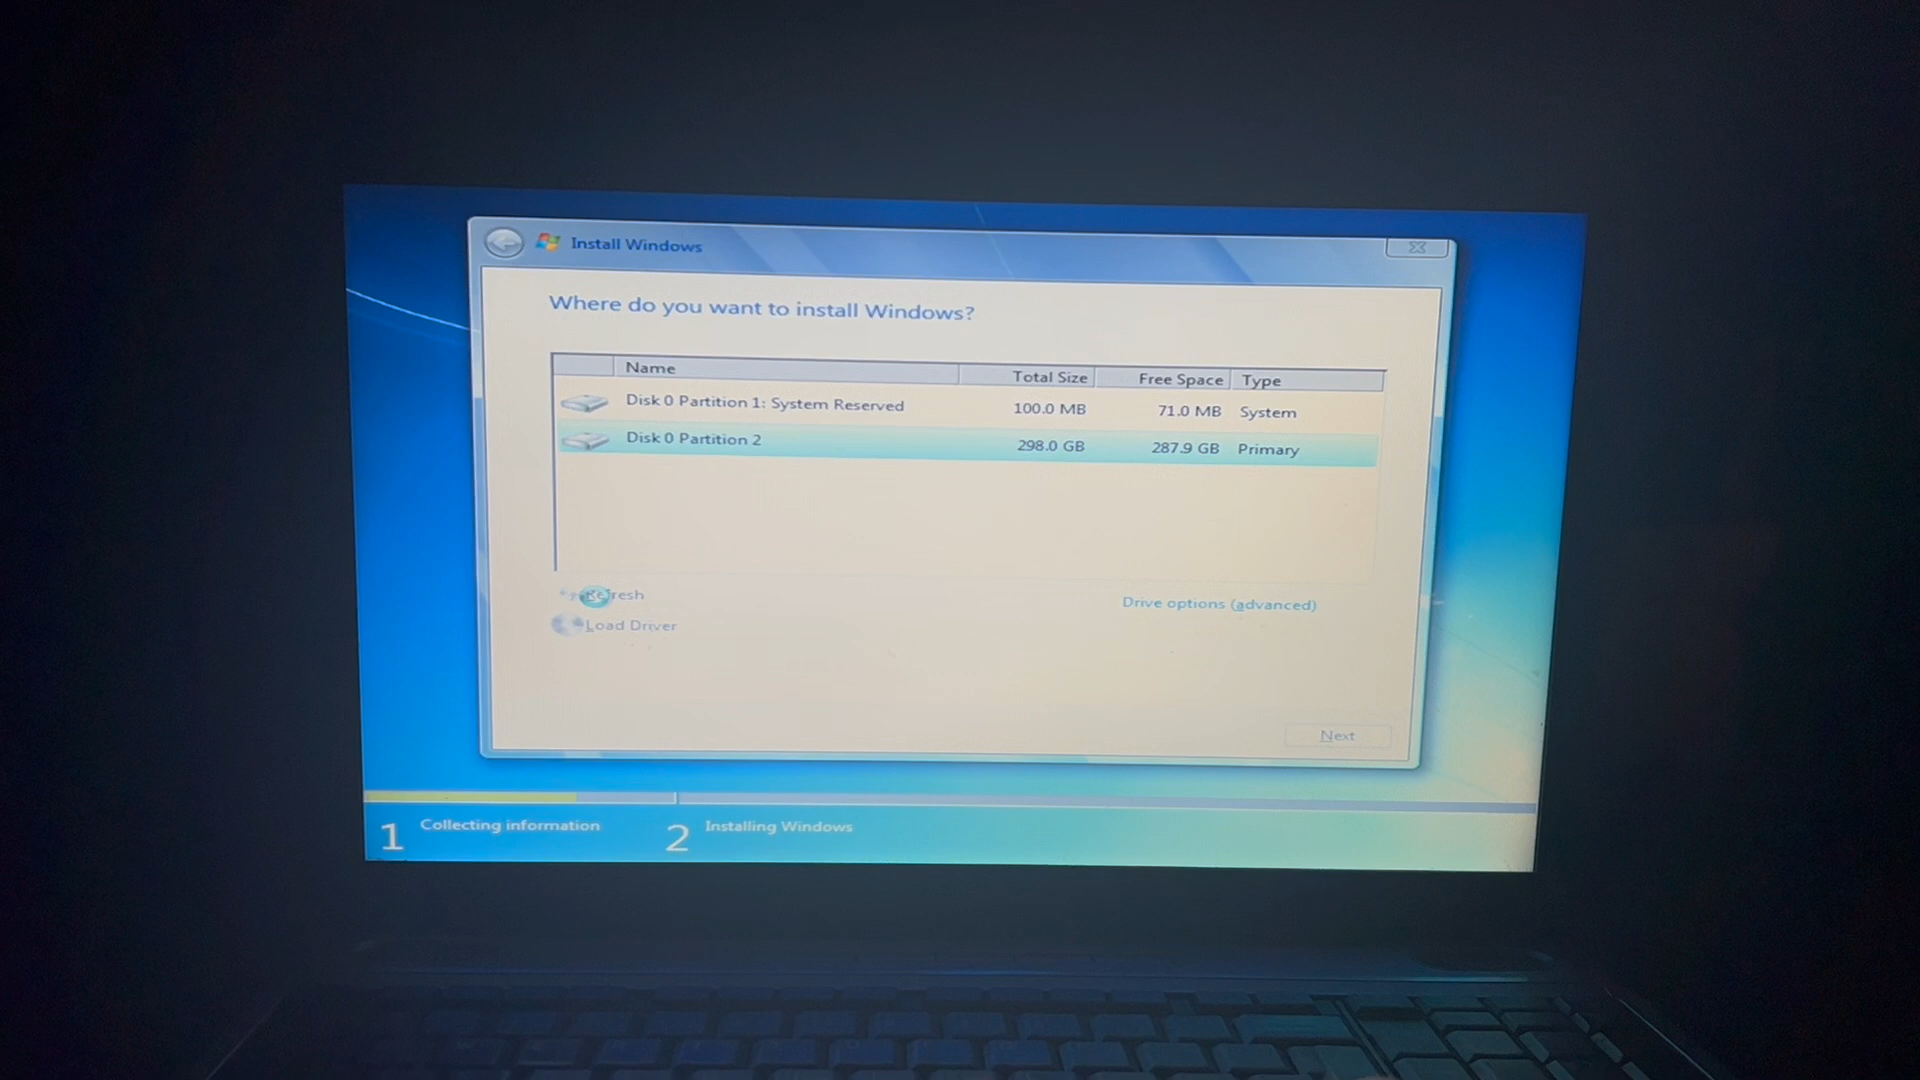 Install Windows
Where do you want to install Windows?
Name Total Size Free Space Type
Disk 0 Partition 1: System Reserved 100.0 MB 71.0 MB System
Disk 0 Partition 2 298.0 GB 287.9 GB Primary
Refresh Drive options (advanced)
Load Driver
Next
1 Collecting information 2 Installing Windows